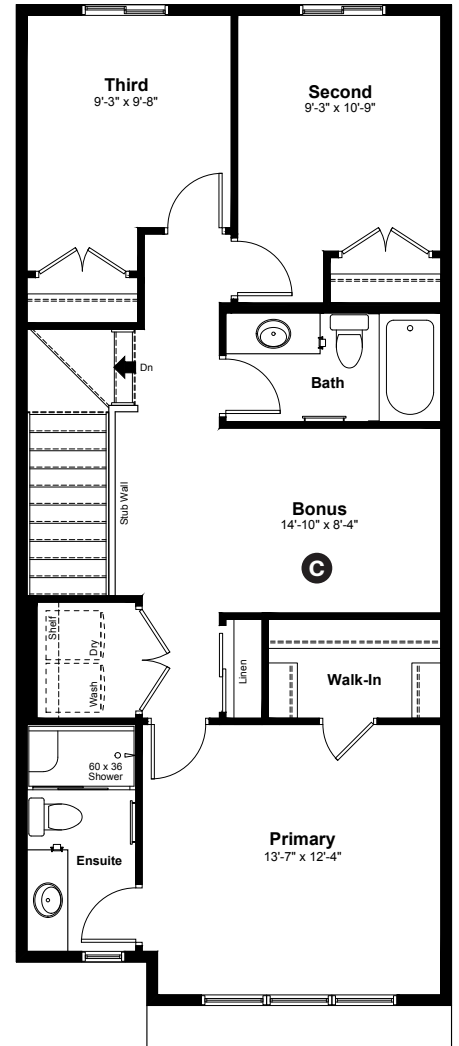 Third
9'-3" x 9'-8"
Second
9'-3" x 10'-9"
Dn
Bath
Stub Wall
Bonus
14'-10" x 8'-4"
C
Shelf
Dry
Wash
Linen
Walk-In
60 x 36
Shower
Ensuite
Primary
13'-7" x 12'-4"